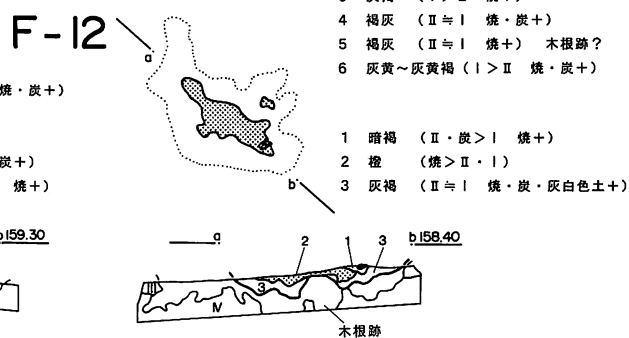 F-12
焼・炭+)
炭+)
焼+)
4 褐灰 (Ⅱ≒Ⅰ 焼・炭+)
5 褐灰 (Ⅱ≒Ⅰ 焼+) 木根跡?
6 灰黄~灰黄褐 (Ⅰ>Ⅱ 焼・炭+)
1 暗褐 (Ⅱ・炭>Ⅰ 焼+)
2 橙 (焼>Ⅱ・Ⅰ)
3 灰褐 (Ⅱ≒Ⅰ 焼・炭・灰白色土+)
a
b
b 159.30
a
2
1
3
b 158.40
3
Ⅳ
木根跡